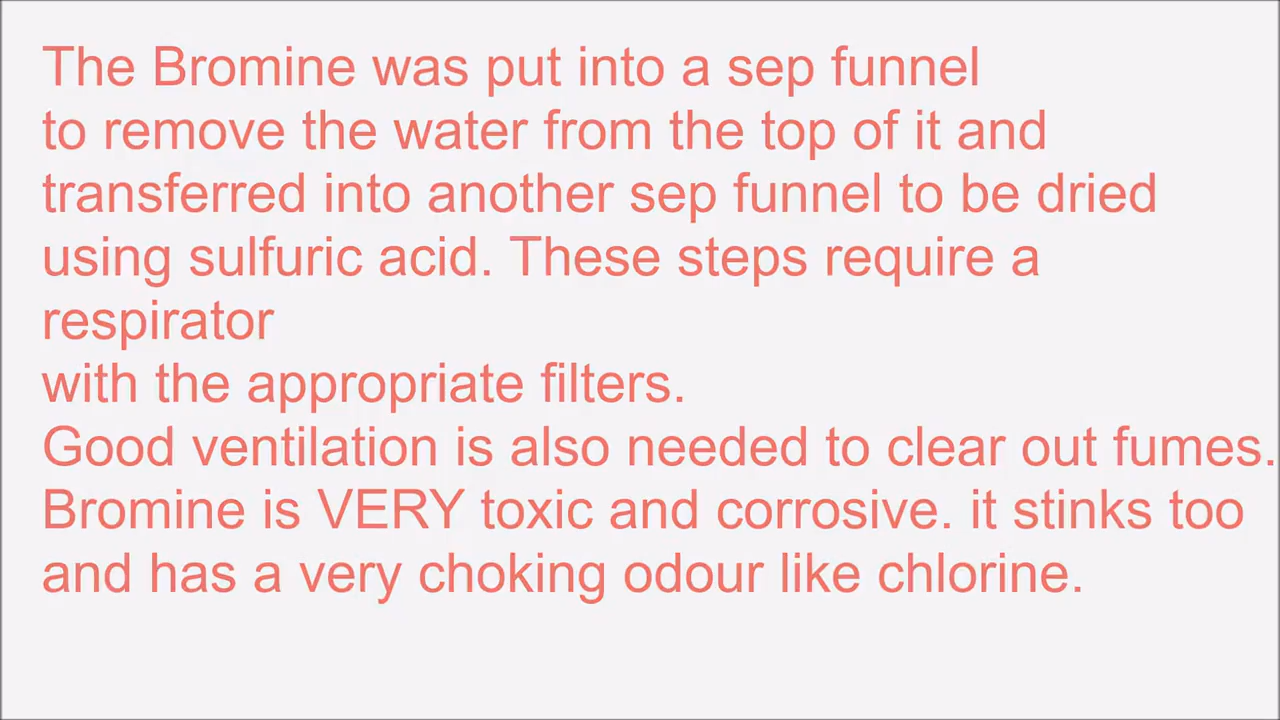 The Bromine was put into a sep funnel
to remove the water from the top of it and
transferred into another sep funnel to be dried
using sulfuric acid. These steps require a
respirator
with the appropriate filters.
Good ventilation is also needed to clear out fumes.
Bromine is VERY toxic and corrosive. it stinks too
and has a very choking odour like chlorine.